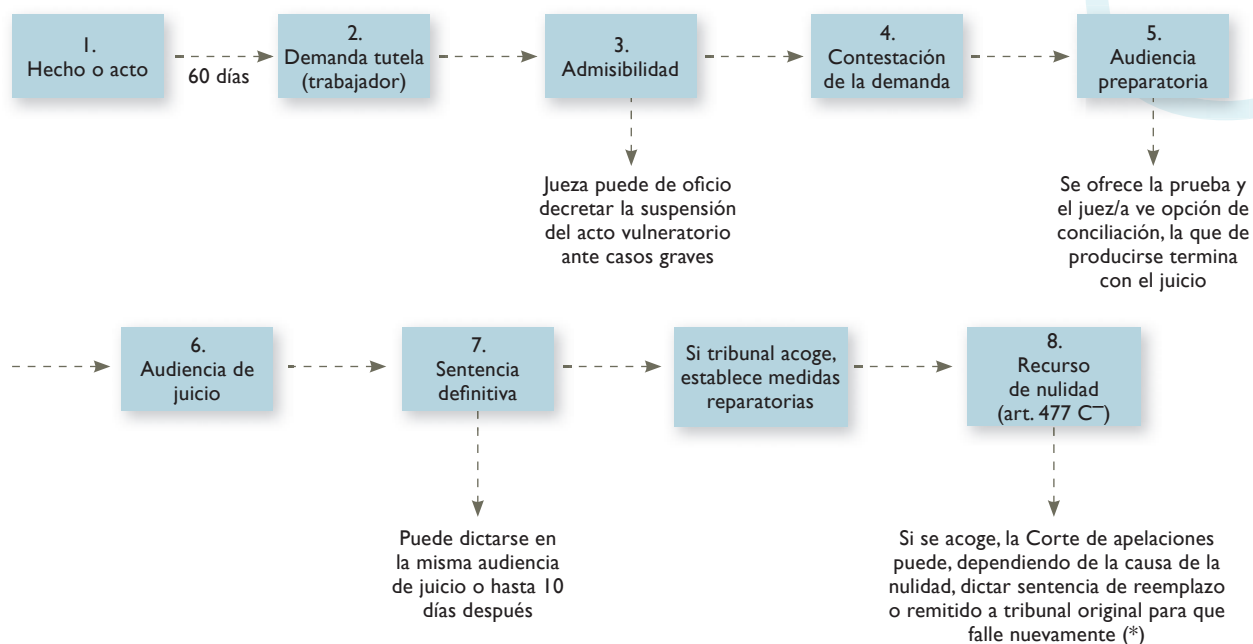 1.
Hecho o acto
60 días
2.
Demanda tutela
(trabajador)
3.
Admisibilidad
4.
Contestación
de la demanda
5.
Audiencia
preparatoria
Jueza puede de oficio
decretar la suspensión
del acto vulneratorio
ante casos graves
Se ofrece la prueba y
el juez/a ve opción de
conciliación, la que de
producirse termina
con el juicio
6.
Audiencia de
juicio
7.
Sentencia
definitiva
Si tribunal acoge,
establece medidas
reparatorias
8.
Recurso
de nulidad
(art. 477 C¯)
Puede dictarse en
la misma audiencia
de juicio o hasta 10
días después
Si se acoge, la Corte de apelaciones
puede, dependiendo de la causa de la
nulidad, dictar sentencia de reemplazo
o remitido a tribunal original para que
falle nuevamente (*)